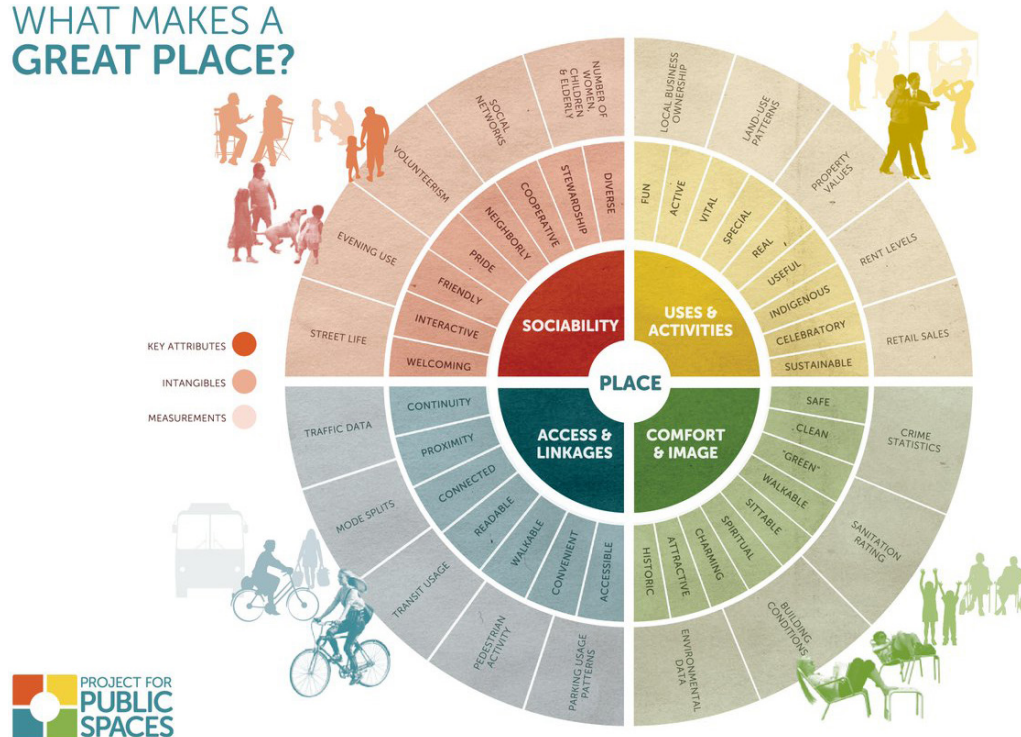 WHAT MAKES A
GREAT PLACE?
KEY ATTRIBUTES
INTANGIBLES
MEASUREMENTS
PLACE
SOCIABILITY
USES &
ACTIVITIES
ACCESS &
LINKAGES
COMFORT
& IMAGE
WELCOMING
INTERACTIVE
FRIENDLY
PRIDE
NEIGHBORLY
COOPERATIVE
STEWARDSHIP
DIVERSE
FUN
ACTIVE
VITAL
SPECIAL
REAL
USEFUL
INDIGENOUS
CELEBRATORY
SUSTAINABLE
SAFE
CLEAN
"GREEN"
WALKABLE
SITTABLE
SPIRITUAL
CHARMING
ATTRACTIVE
HISTORIC
ACCESSIBLE
CONVENIENT
WALKABLE
READABLE
CONNECTED
PROXIMITY
CONTINUITY
STREET LIFE
EVENING USE
VOLUNTEERISM
SOCIAL
NETWORKS
NUMBER OF
WOMEN,
CHILDREN
& ELDERLY
LOCAL BUSINESS
OWNERSHIP
LAND-USE
PATTERNS
PROPERTY
VALUES
RENT LEVELS
RETAIL SALES
CRIME
STATISTICS
SANITATION
RATING
BUILDING
CONDITIONS
ENVIRONMENTAL
DATA
PARKING USAGE
PATTERNS
PEDESTRIAN
ACTIVITY
TRANSIT USAGE
MODE SPLITS
TRAFFIC DATA
PROJECT FOR
PUBLIC
SPACES